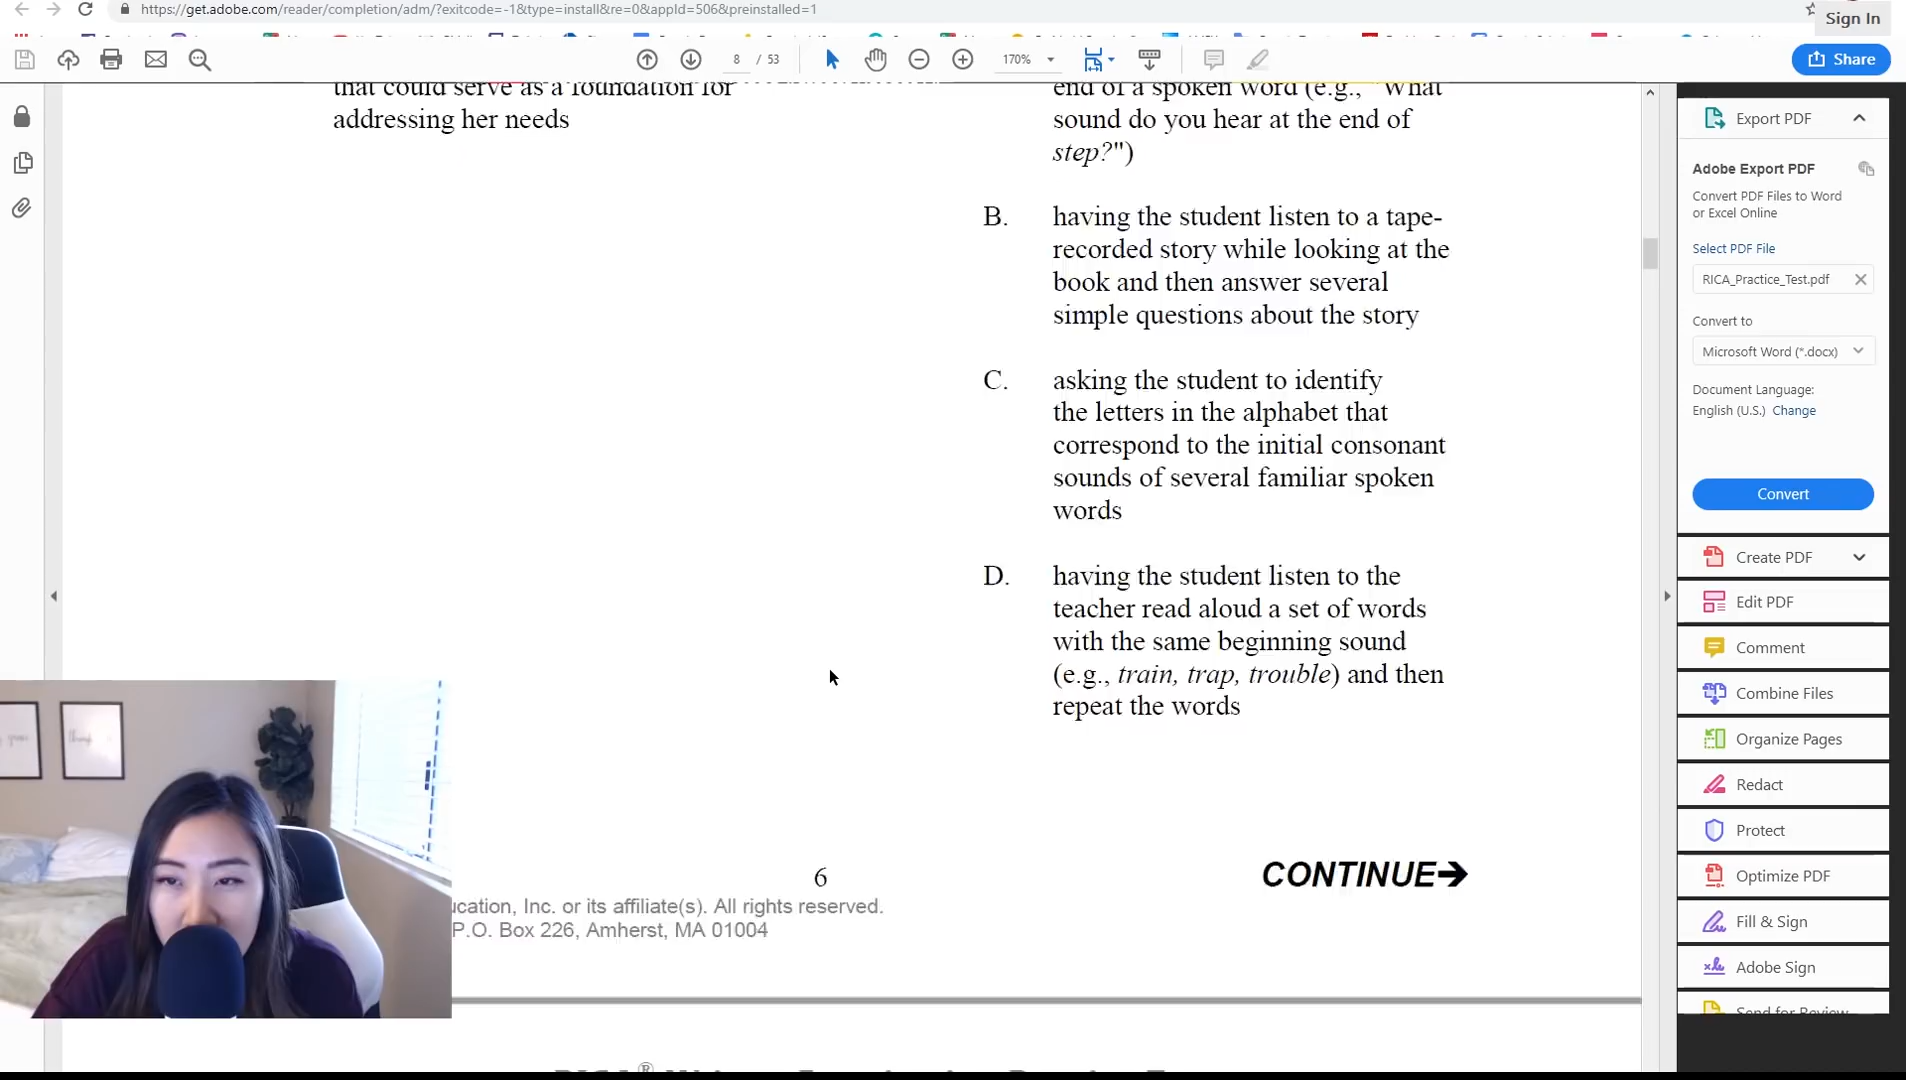 https://get.adobe.com/reader/completion/adm/?exitcode=-1&type=install&re=0&appId=506&preinstalled=1
Sign In
8 / 53
170%
Share
that could serve as a foundation for
addressing her needs
end of a spoken word (e.g., "What
sound do you hear at the end of
step?")
B. having the student listen to a tape-
recorded story while looking at the
book and then answer several
simple questions about the story
C. asking the student to identify
the letters in the alphabet that
correspond to the initial consonant
sounds of several familiar spoken
words
D. having the student listen to the
teacher read aloud a set of words
with the same beginning sound
(e.g., train, trap, trouble) and then
repeat the words
6
CONTINUE→
ucation, Inc. or its affiliate(s). All rights reserved.
P.O. Box 226, Amherst, MA 01004
Export PDF
Adobe Export PDF
Convert PDF Files to Word
or Excel Online
Select PDF File
RICA_Practice_Test.pdf
Convert to
Microsoft Word (*.docx)
Document Language:
English (U.S.) Change
Convert
Create PDF
Edit PDF
Comment
Combine Files
Organize Pages
Redact
Protect
Optimize PDF
Fill & Sign
Adobe Sign
Send for Review